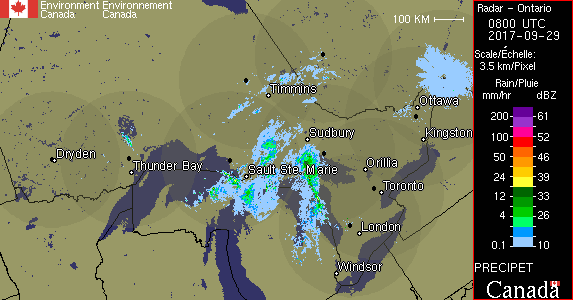 Environment Environnement
Canada Canada
100 KM
Radar - Ontario
0800 UTC
2017-09-29
Scale/Échelle:
3.5 km/Pixel
Rain/Pluie
mm/hr dBZ
200 61
100 52
50 46
24 39
12 33
4 26
0.1 10
PRECIPET
Canada
Timmins
Ottawa
Sudbury
Kingston
Dryden
Thunder Bay
Sault Ste. Marie
Orillia
Toronto
London
Windsor